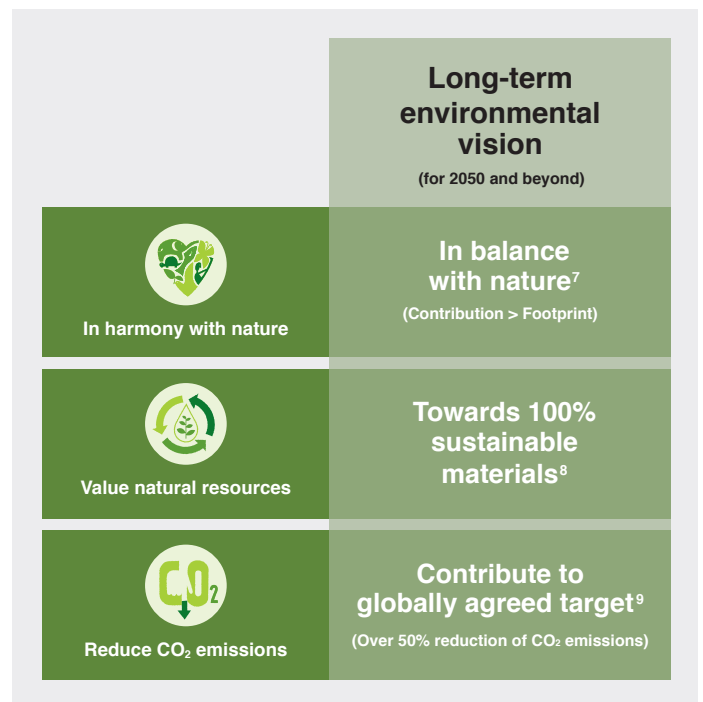 Long-term
environmental
vision
(for 2050 and beyond)
In harmony with nature
In balance
with nature⁷
(Contribution > Footprint)
Value natural resources
Towards 100%
sustainable
materials⁸
CO₂
Reduce CO₂ emissions
Contribute to
globally agreed target⁹
(Over 50% reduction of CO₂ emissions)